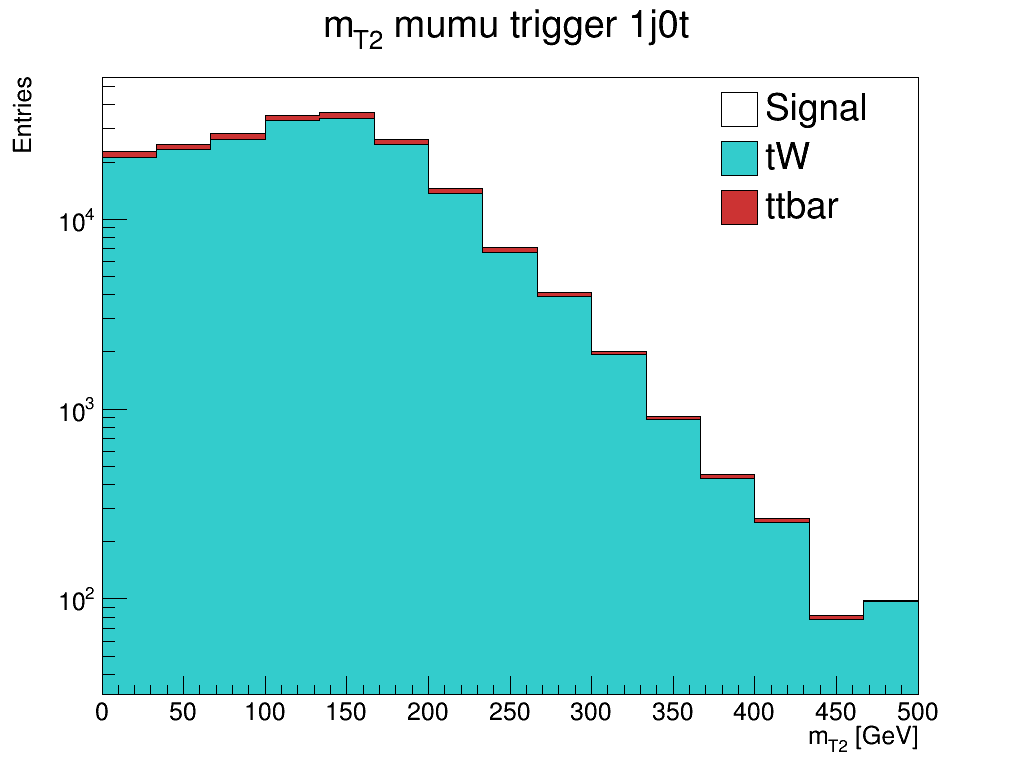 m_T2 mumu trigger 1j0t
Entries
Signal
tW
ttbar
10^4
10^3
10^2
0 50 100 150 200 250 300 350 400 450 500
m_T2 [GeV]